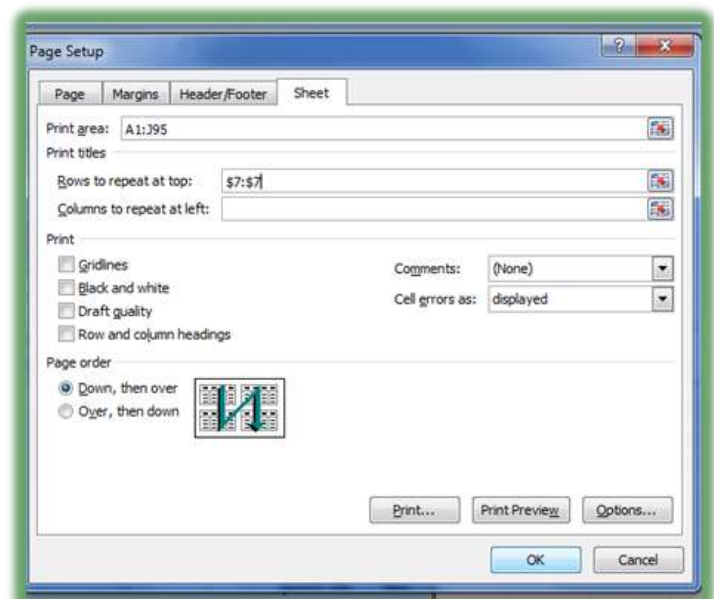 Page Setup
Page Margins Header/Footer Sheet
Print area: A1:J95
Print titles
Rows to repeat at top: $7:$7
Columns to repeat at left:
Print
Gridlines
Black and white
Draft quality
Row and column headings
Comments: (None)
Cell errors as: displayed
Page order
Down, then over
Over, then down
Print... Print Preview Options...
OK Cancel